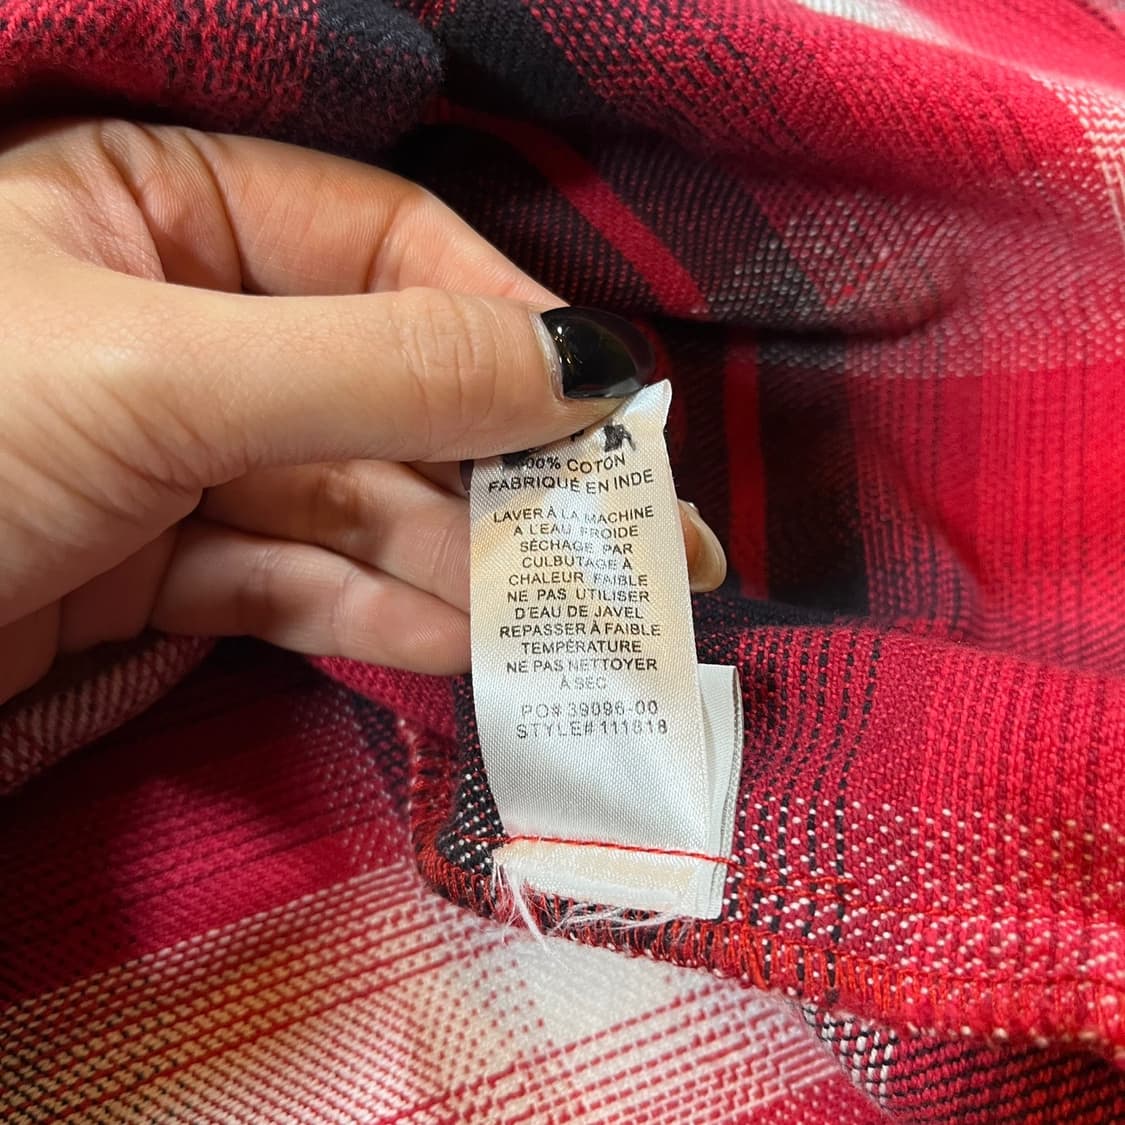 100% COTON
FABRIQUÉ EN INDE
LAVER À LA MACHINE
A L'EAU FROIDE
SÉCHAGE PAR
CULBUTAGE À
CHALEUR FAIBLE
NE PAS UTILISER
D'EAU DE JAVEL
REPASSER À FAIBLE
TEMPÉRATURE
NE PAS NETTOYER
À SEC
PO# 39096-00
STYLE# 111818